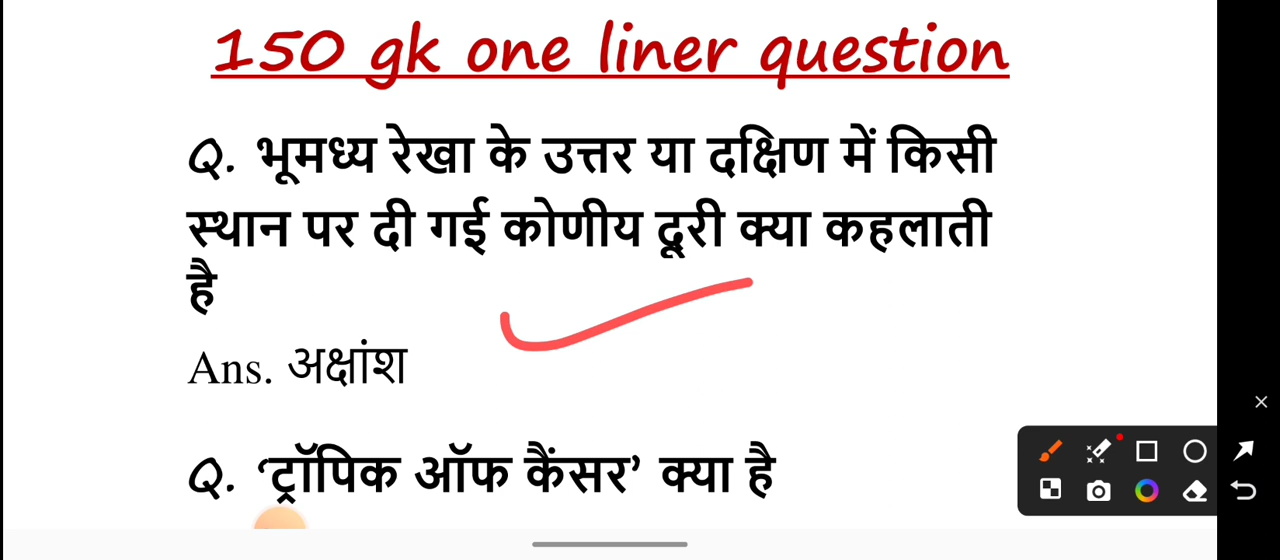 150 gk one liner question
Q. भूमध्य रेखा के उत्तर या दक्षिण में किसी
स्थान पर दी गई कोणीय दूरी क्या कहलाती
है
Ans. अक्षांश
Q. ‘ट्रॉपिक ऑफ कैंसर’ क्या है